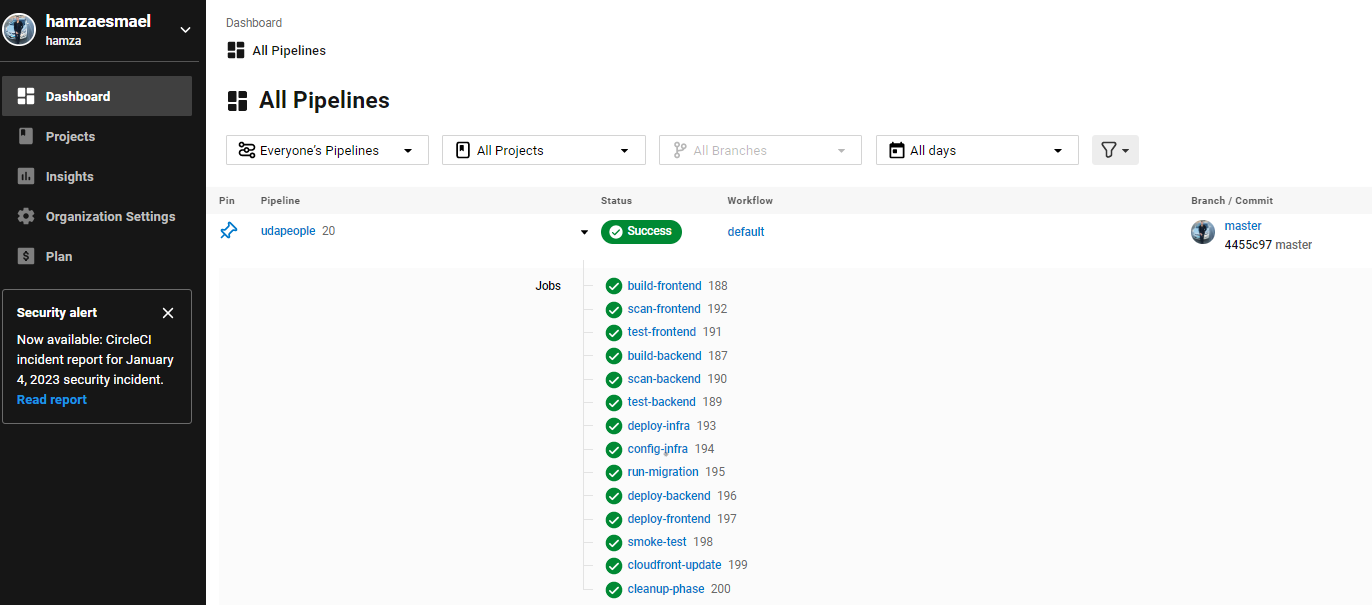 hamzaesmael
hamza
Dashboard
Projects
Insights
Organization Settings
Plan
Security alert
Now available: CircleCI
incident report for January
4, 2023 security incident.
Read report
Dashboard
All Pipelines
All Pipelines
Everyone's Pipelines
All Projects
All Branches
All days
Pin Pipeline Status Workflow Branch / Commit
udapeople 20 Success default master
4455c97 master
Jobs
build-frontend 188
scan-frontend 192
test-frontend 191
build-backend 187
scan-backend 190
test-backend 189
deploy-infra 193
config-infra 194
run-migration 195
deploy-backend 196
deploy-frontend 197
smoke-test 198
cloudfront-update 199
cleanup-phase 200